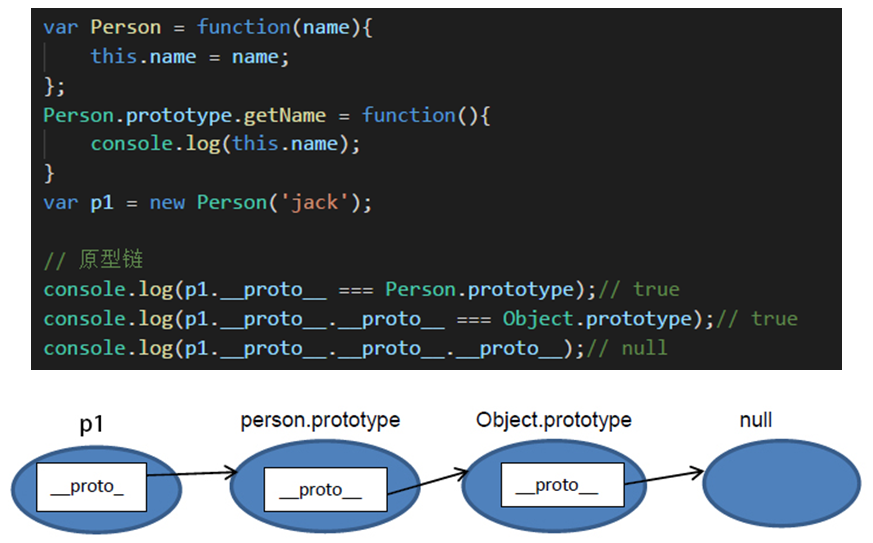 var Person = function(name){
    this.name = name;
};
Person.prototype.getName = function(){
    console.log(this.name);
}
var p1 = new Person('jack');
// 原型链
console.log(p1.__proto__ === Person.prototype);// true
console.log(p1.__proto__.__proto__ === Object.prototype);// true
console.log(p1.__proto__.__proto__.__proto__);// null
p1 person.prototype Object.prototype null
__proto_ __proto__ __proto__